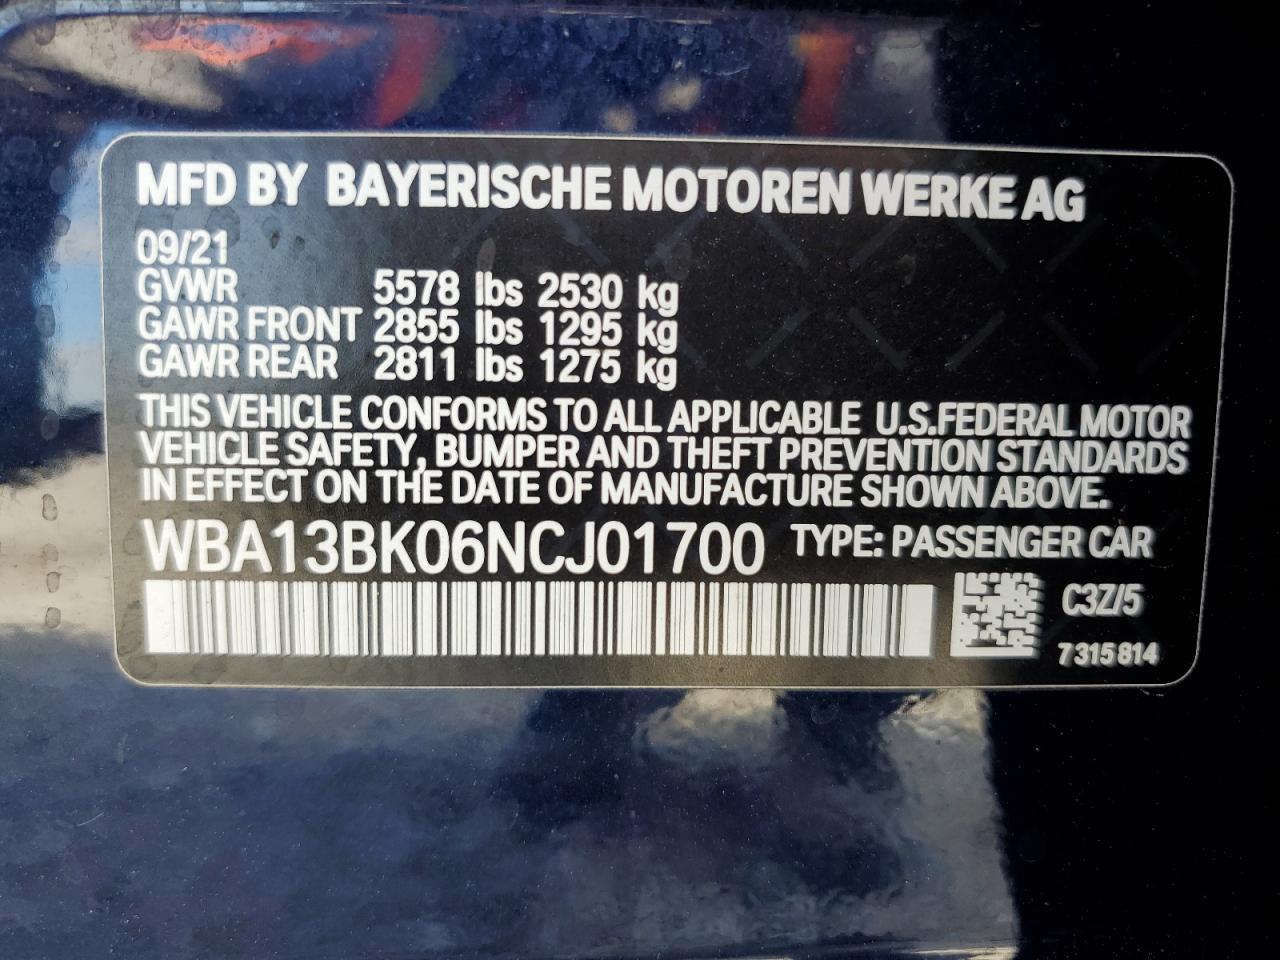 MFD BY BAYERISCHE MOTOREN WERKE AG
09/21
GVWR 5578 lbs 2530 kg
GAWR FRONT 2855 lbs 1295 kg
GAWR REAR 2811 lbs 1275 kg
THIS VEHICLE CONFORMS TO ALL APPLICABLE U.S.FEDERAL MOTOR
VEHICLE SAFETY, BUMPER AND THEFT PREVENTION STANDARDS
IN EFFECT ON THE DATE OF MANUFACTURE SHOWN ABOVE.
WBA13BK06NCJ01700 TYPE: PASSENGER CAR
C3Z/5
7315814